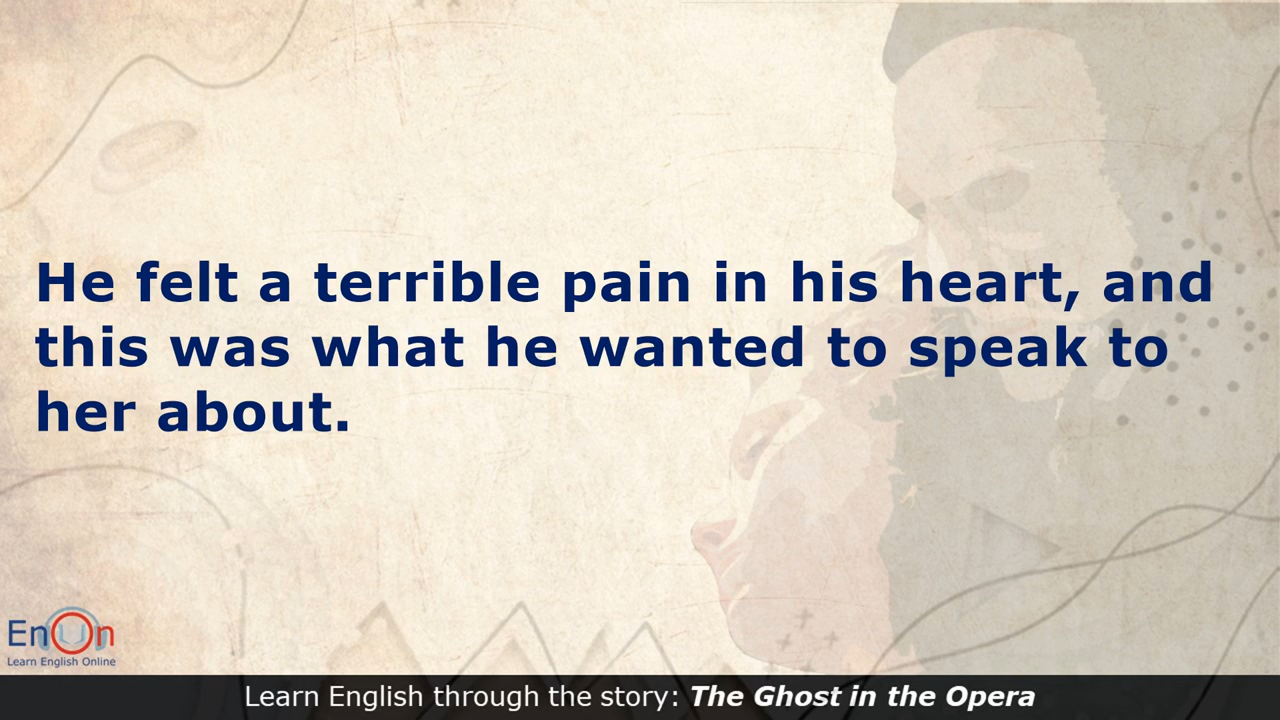 He felt a terrible pain in his heart, and
this was what he wanted to speak to
her about.
EnOn
Learn English Online
Learn English through the story: The Ghost in the Opera